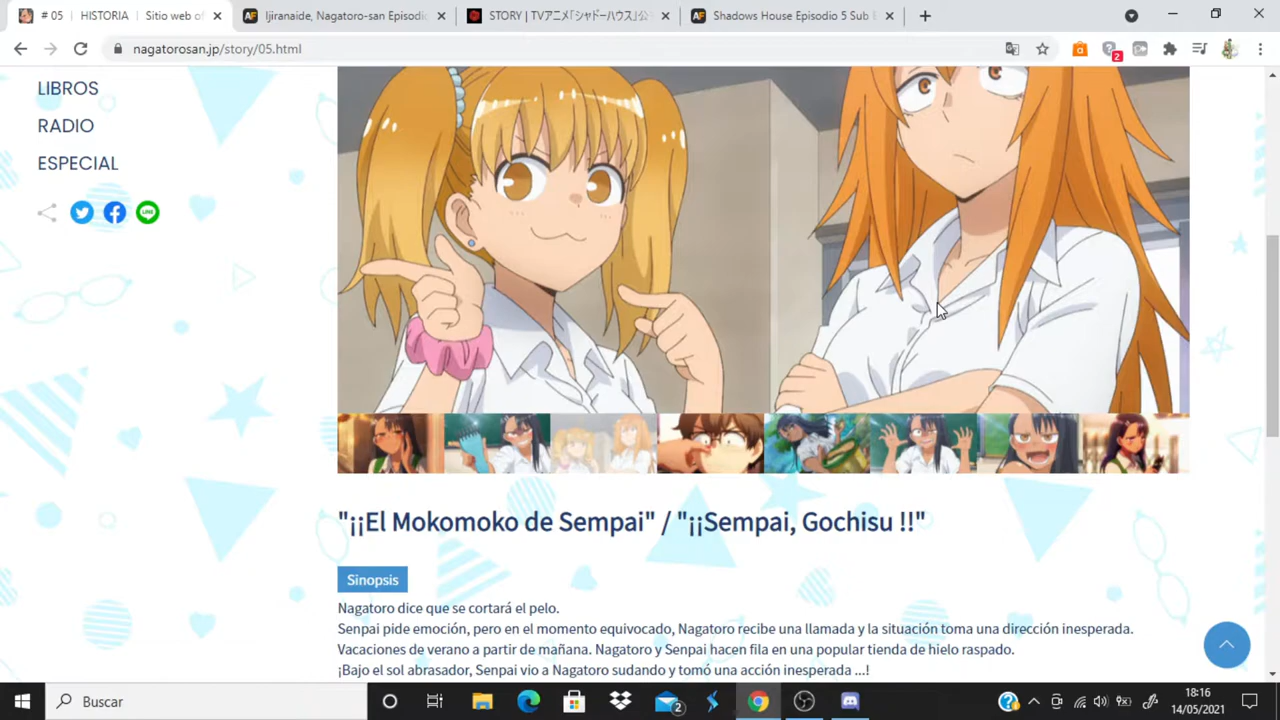 # 05 HISTORIA Sitio web of
Ijiranaide, Nagatoro-san Episodio
STORY | TVアニメ「シャドーハウス」公
Shadows House Episodio 5 Sub E
nagatorosan.jp/story/05.html
2
LIBROS
RADIO
ESPECIAL
LINE
"¡¡El Mokomoko de Sempai" / "¡¡Sempai, Gochisu !!"
Sinopsis
Nagatoro dice que se cortará el pelo.
Senpai pide emoción, pero en el momento equivocado, Nagatoro recibe una llamada y la situación toma una dirección inesperada.
Vacaciones de verano a partir de mañana. Nagatoro y Senpai hacen fila en una popular tienda de hielo raspado.
¡Bajo el sol abrasador, Senpai vio a Nagatoro sudando y tomó una acción inesperada ...!
Buscar
2
18:16
14/05/2021